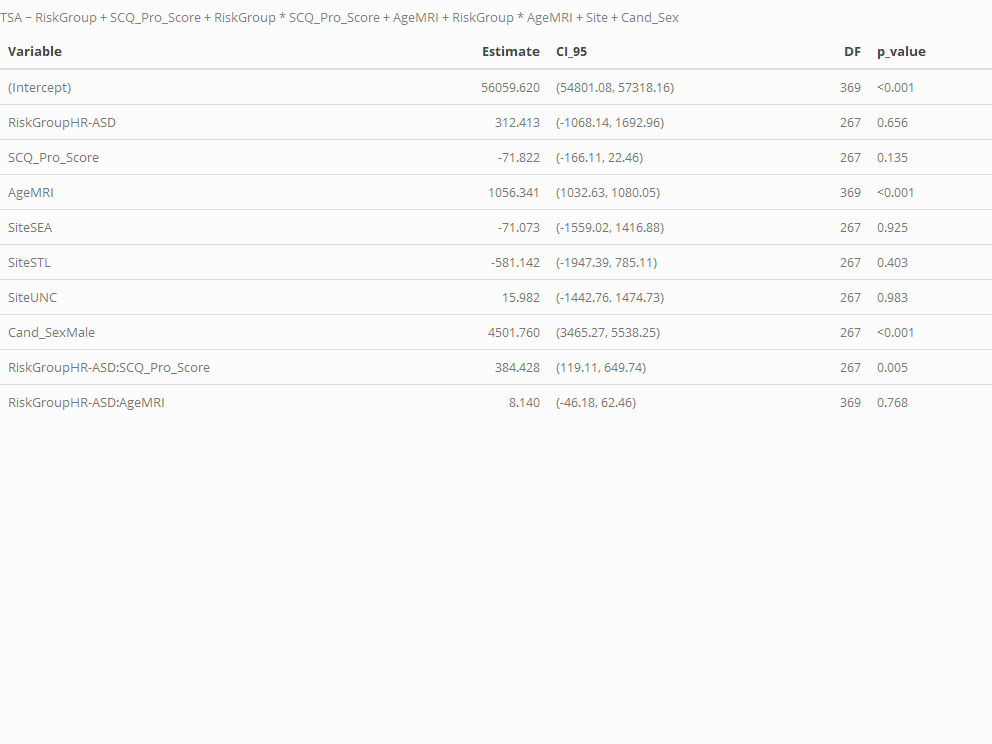 TSA ~ RiskGroup + SCQ_Pro_Score + RiskGroup * SCQ_Pro_Score + AgeMRI + RiskGroup * AgeMRI + Site + Cand_Sex
Variable Estimate CI_95 DF p_value
(Intercept) 56059.620 (54801.08, 57318.16) 369 <0.001
RiskGroupHR-ASD 312.413 (-1068.14, 1692.96) 267 0.656
SCQ_Pro_Score -71.822 (-166.11, 22.46) 267 0.135
AgeMRI 1056.341 (1032.63, 1080.05) 369 <0.001
SiteSEA -71.073 (-1559.02, 1416.88) 267 0.925
SiteSTL -581.142 (-1947.39, 785.11) 267 0.403
SiteUNC 15.982 (-1442.76, 1474.73) 267 0.983
Cand_SexMale 4501.760 (3465.27, 5538.25) 267 <0.001
RiskGroupHR-ASD:SCQ_Pro_Score 384.428 (119.11, 649.74) 267 0.005
RiskGroupHR-ASD:AgeMRI 8.140 (-46.18, 62.46) 369 0.768